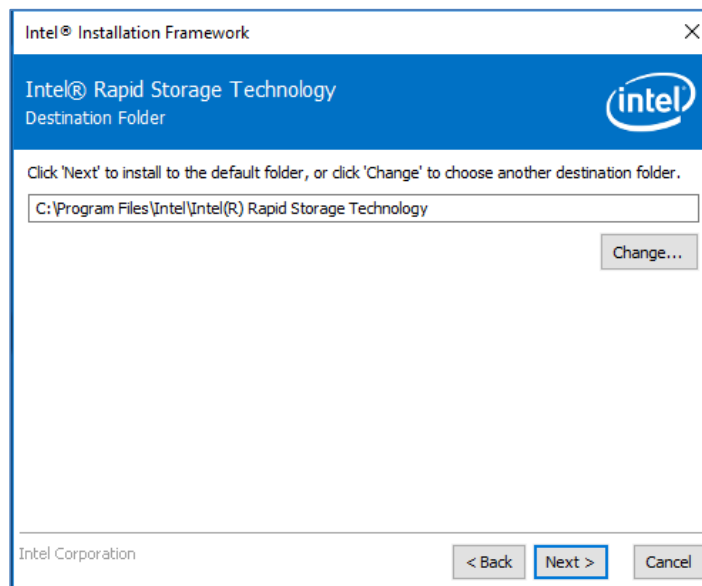 Intel® Installation Framework
Intel® Rapid Storage Technology
Destination Folder
intel
Click 'Next' to install to the default folder, or click 'Change' to choose another destination folder.
C:\Program Files\Intel\Intel(R) Rapid Storage Technology
Change...
Intel Corporation
< Back
Next >
Cancel